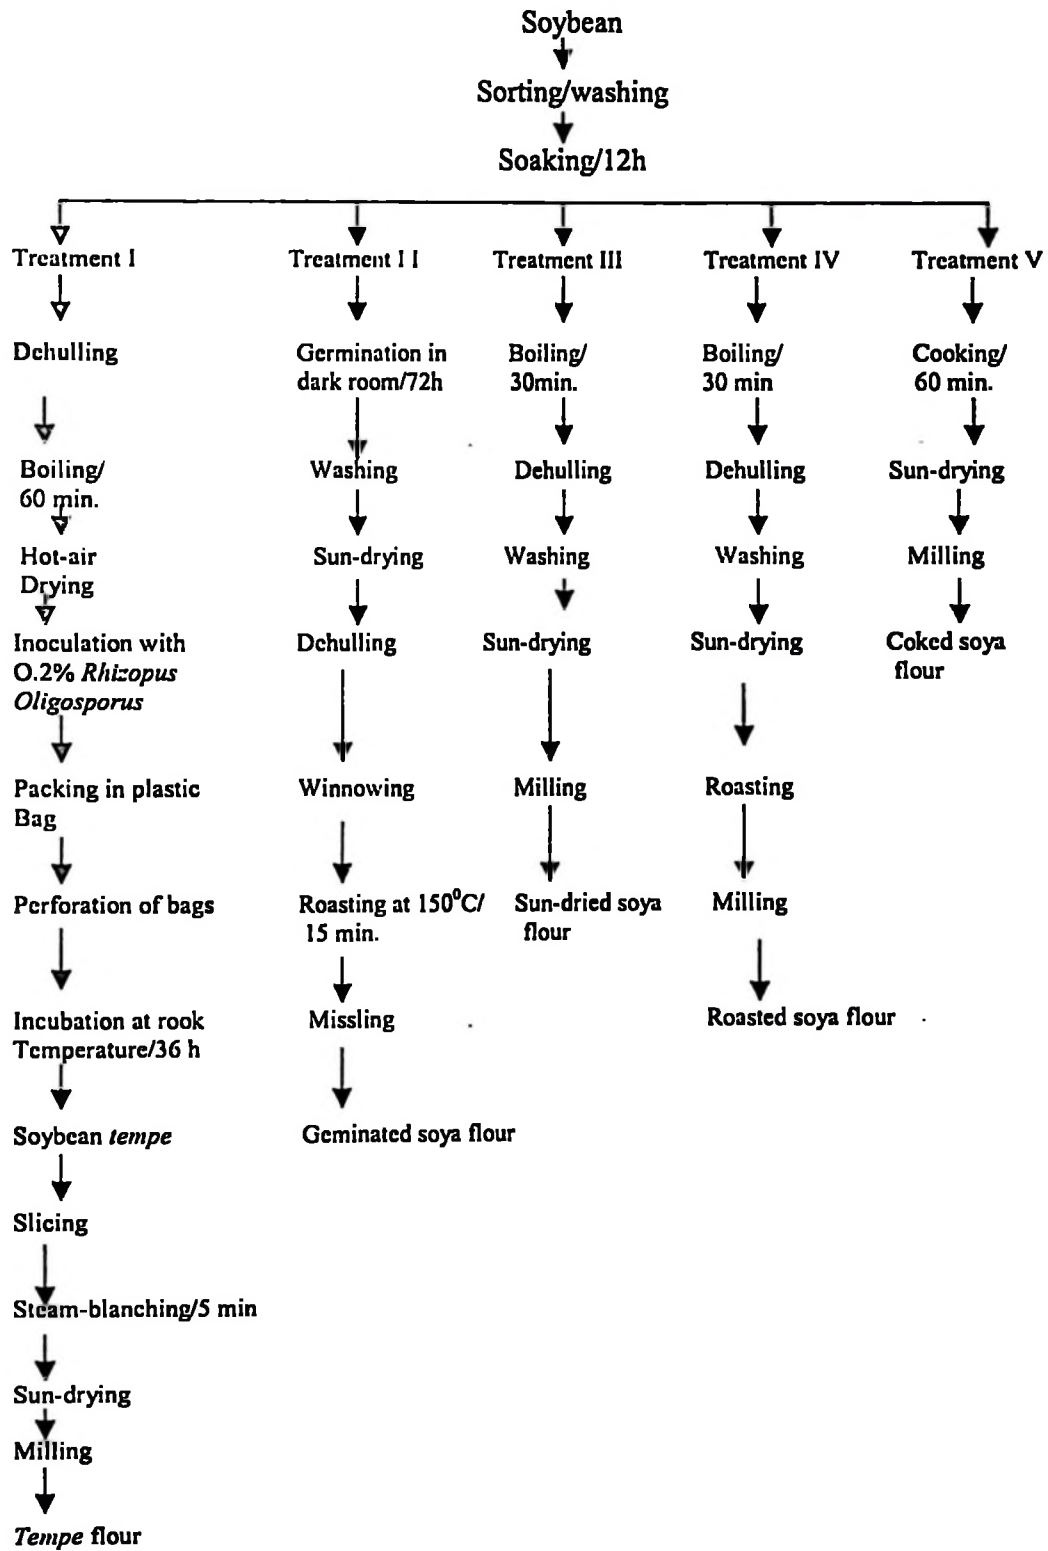 Soybean
Sorting/washing
Soaking/12h
Treatment I
Dehulling
Boiling/
60 min.
Hot-air
Drying
Inoculation with
O.2% Rhizopus
Oligosporus
Packing in plastic
Bag
Perforation of bags
Incubation at rook
Temperature/36 h
Soybean tempe
Slicing
Steam-blanching/5 min
Sun-drying
Milling
Tempe flour
Treatment I I
Germination in
dark room/72h
Washing
Sun-drying
Dehulling
Winnowing
Roasting at 150⁰C/
15 min.
Missling
Geminated soya flour
Treatment III
Boiling/
30min.
Dehulling
Washing
Sun-drying
Milling
Sun-dried soya
flour
Treatment IV
Boiling/
30 min
Dehulling
Washing
Sun-drying
Roasting
Milling
Roasted soya flour
Treatment V
Cooking/
60 min.
Sun-drying
Milling
Coked soya
flour